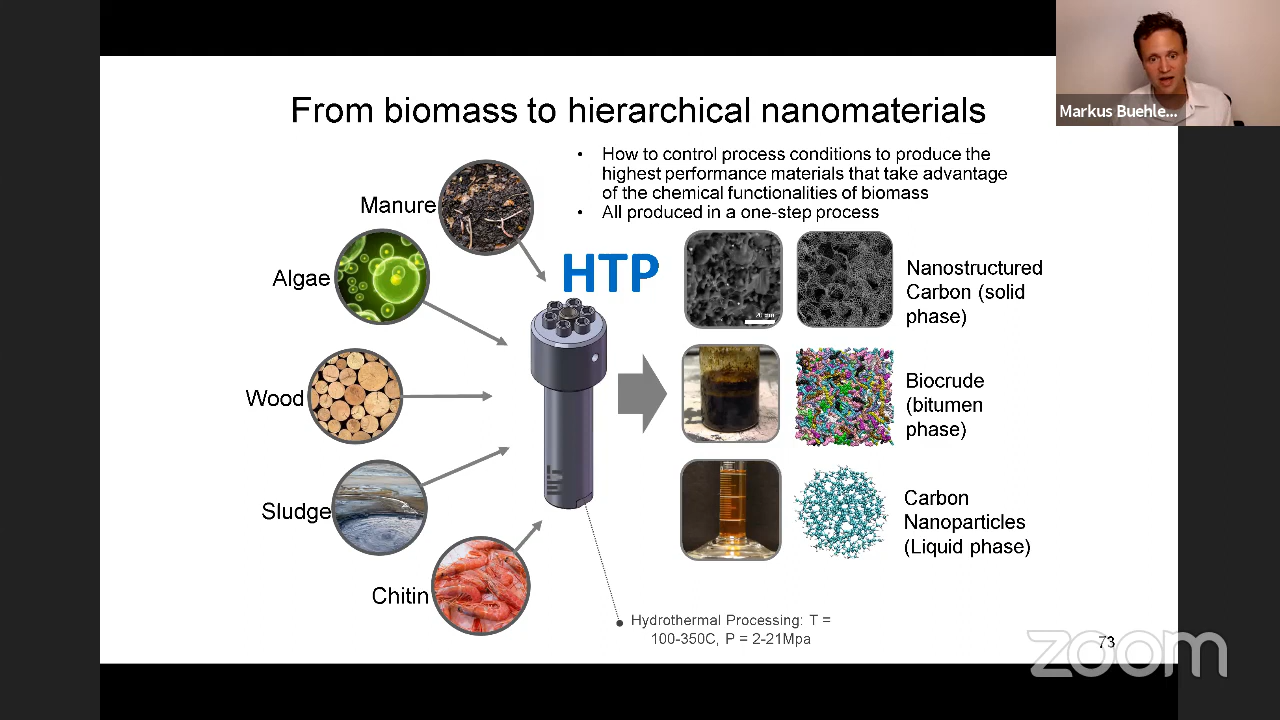 From biomass to hierarchical nanomaterials
Markus Buehle...
• How to control process conditions to produce the
highest performance materials that take advantage
of the chemical functionalities of biomass
• All produced in a one-step process
Manure
Algae
Wood
Sludge
Chitin
HTP
MIT
Nanostructured
Carbon (solid
phase)
Biocrude
(bitumen
phase)
Carbon
Nanoparticles
(Liquid phase)
Hydrothermal Processing: T =
100-350C, P = 2-21Mpa
73
zoom